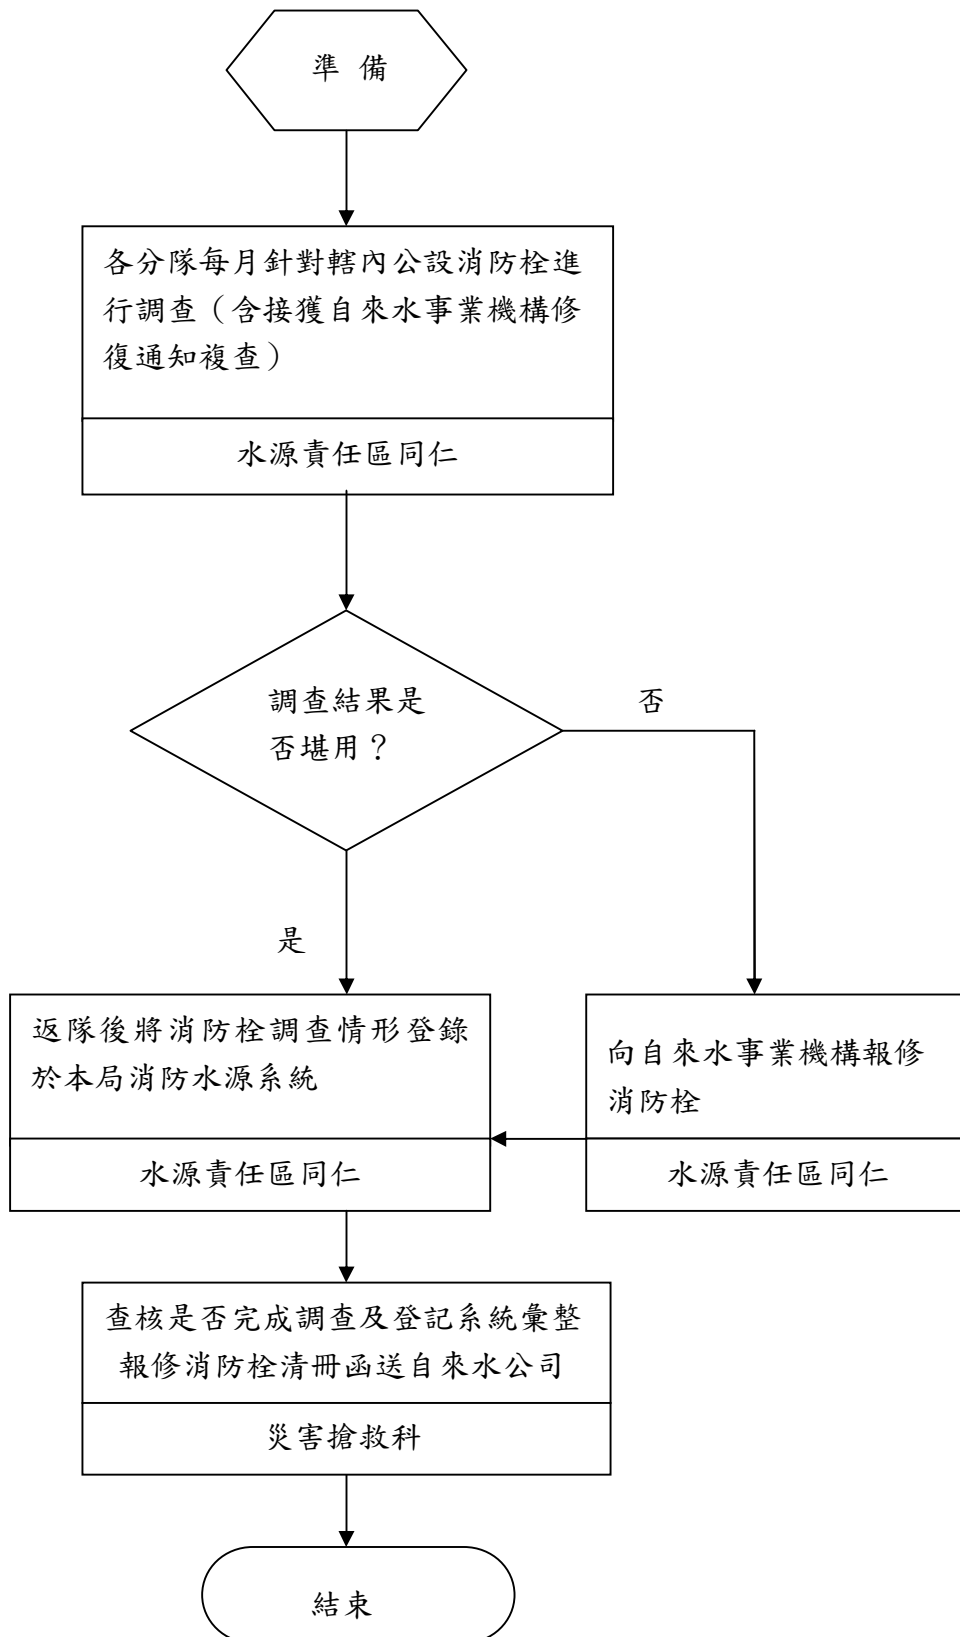 準 備
各分隊每月針對轄內公設消防栓進
行調查（含接獲自來水事業機構修
復通知複查）
水源責任區同仁
調查結果是
否堪用？
否
是
返隊後將消防栓調查情形登錄
於本局消防水源系統
水源責任區同仁
向自來水事業機構報修
消防栓
水源責任區同仁
查核是否完成調查及登記系統彙整
報修消防栓清冊函送自來水公司
災害搶救科
結束